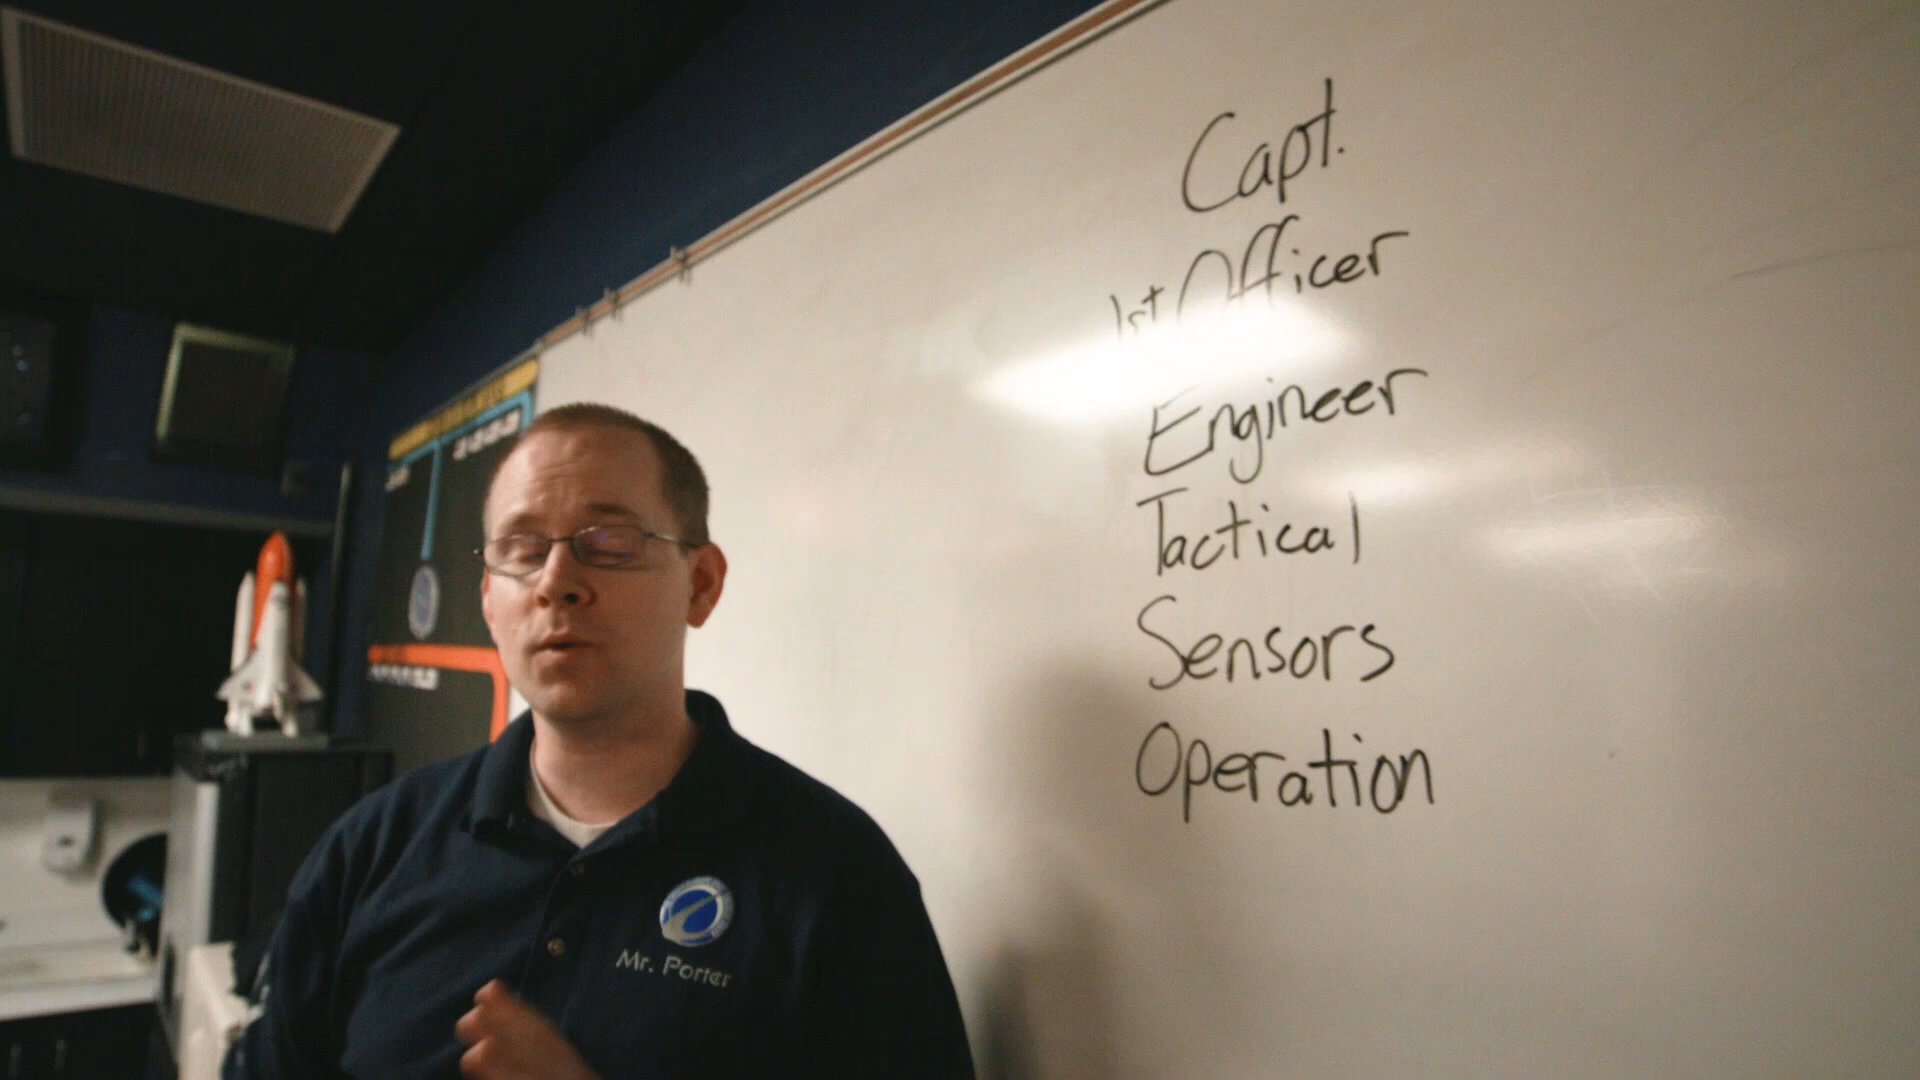 Capt.
1st Officer
Engineer
Tactical
Sensors
Operation
Mr. Porter